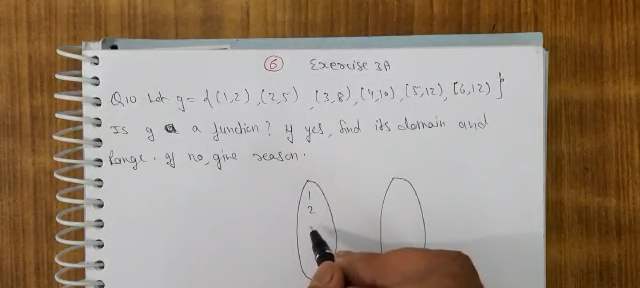 6 Exercise 3A
Q10 Let g = {(1,2), (2,5), (3,8), (4,10), (5,12), (6,12)}
Is g a function? if yes, find its domain and
Range. if no, give reason.
1
2